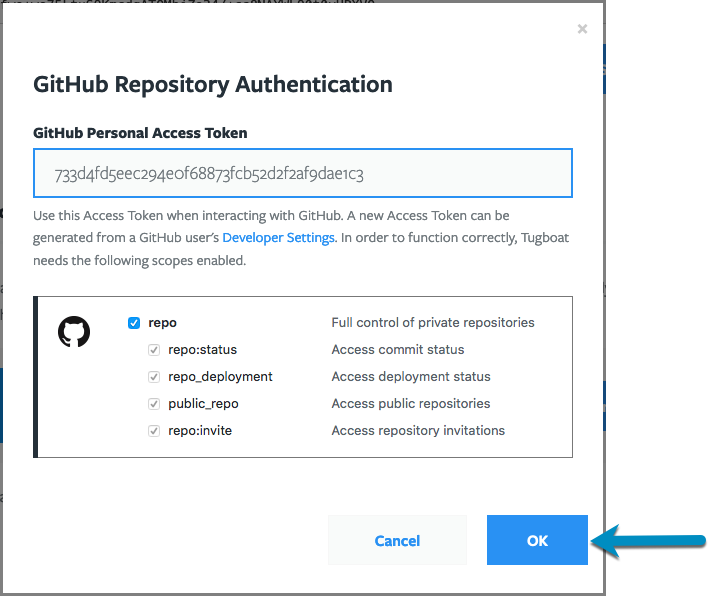 ×
GitHub Repository Authentication
GitHub Personal Access Token
733d4fd5eec294e0f68873fcb52d2f2af9dae1c3
Use this Access Token when interacting with GitHub. A new Access Token can be
generated from a GitHub user's Developer Settings. In order to function correctly, Tugboat
needs the following scopes enabled.
repo Full control of private repositories
repo:status Access commit status
repo_deployment Access deployment status
public_repo Access public repositories
repo:invite Access repository invitations
Cancel OK